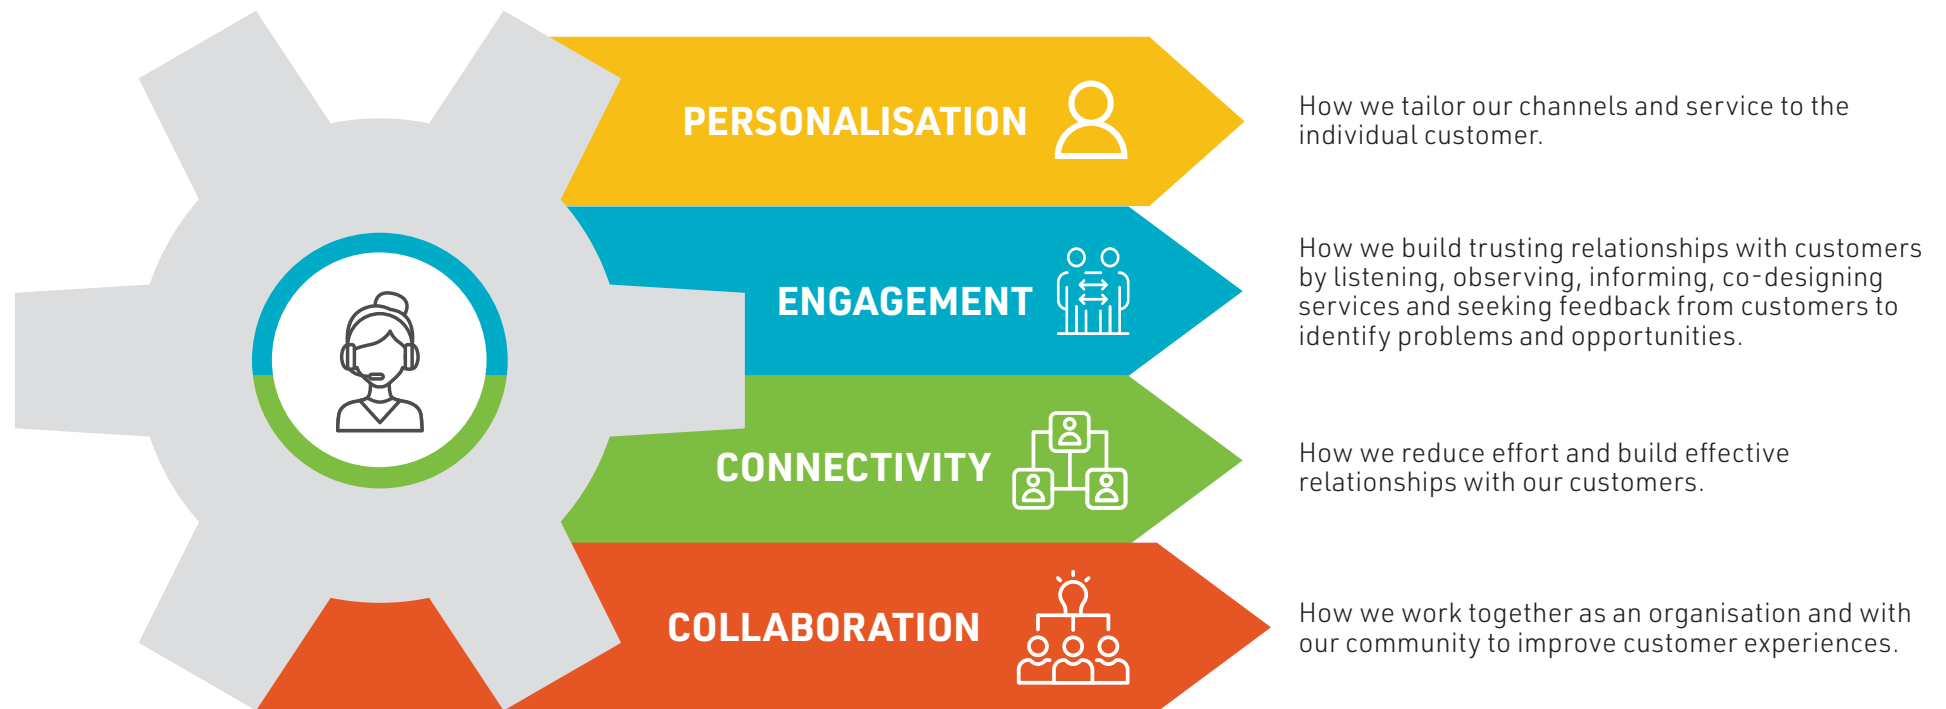 PERSONALISATION
How we tailor our channels and service to the
individual customer.
ENGAGEMENT
How we build trusting relationships with customers
by listening, observing, informing, co-designing
services and seeking feedback from customers to
identify problems and opportunities.
CONNECTIVITY
How we reduce effort and build effective
relationships with our customers.
COLLABORATION
How we work together as an organisation and with
our community to improve customer experiences.